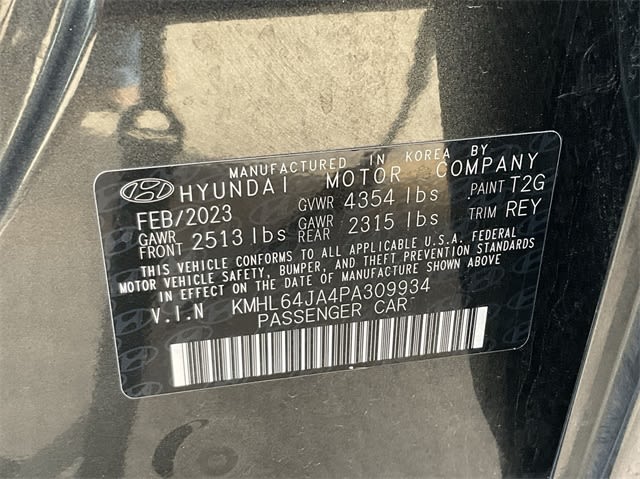 MANUFACTURED IN KOREA BY
HYUNDAI MOTOR COMPANY
FEB/2023 GVWR 4354 lbs PAINT T2G
GAWR FRONT 2513 lbs GAWR REAR 2315 lbs TRIM REY
THIS VEHICLE CONFORMS TO ALL APPLICABLE U.S.A. FEDERAL
MOTOR VEHICLE SAFETY, BUMPER, AND THEFT PREVENTION STANDARDS
IN EFFECT ON THE DATE OF MANUFACTURE SHOWN ABOVE
V.I.N KMHL64JA4PA309934
PASSENGER CAR